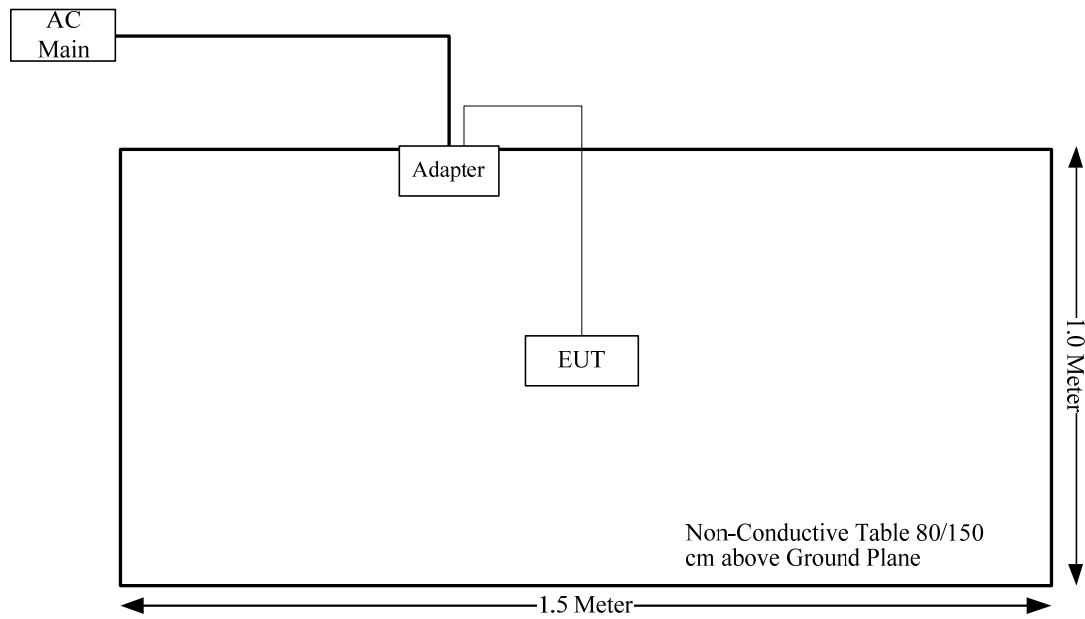 AC
Main
Adapter
EUT
1.0 Meter
Non-Conductive Table 80/150
cm above Ground Plane
1.5 Meter